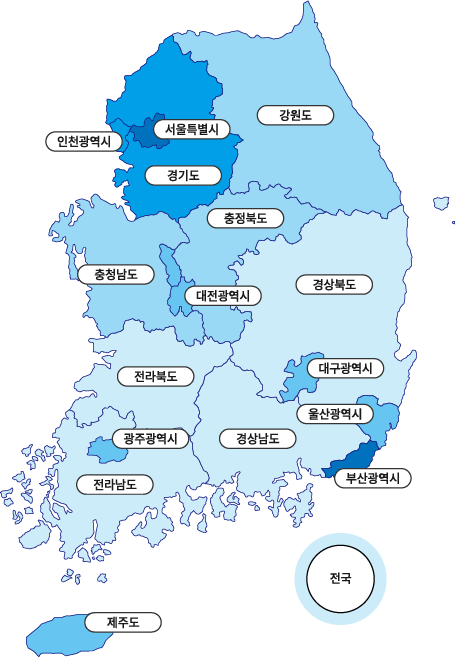 강원도
서울특별시
인천광역시
경기도
충청북도
충청남도
경상북도
대전광역시
대구광역시
전라북도
울산광역시
광주광역시
경상남도
부산광역시
전라남도
전국
제주도